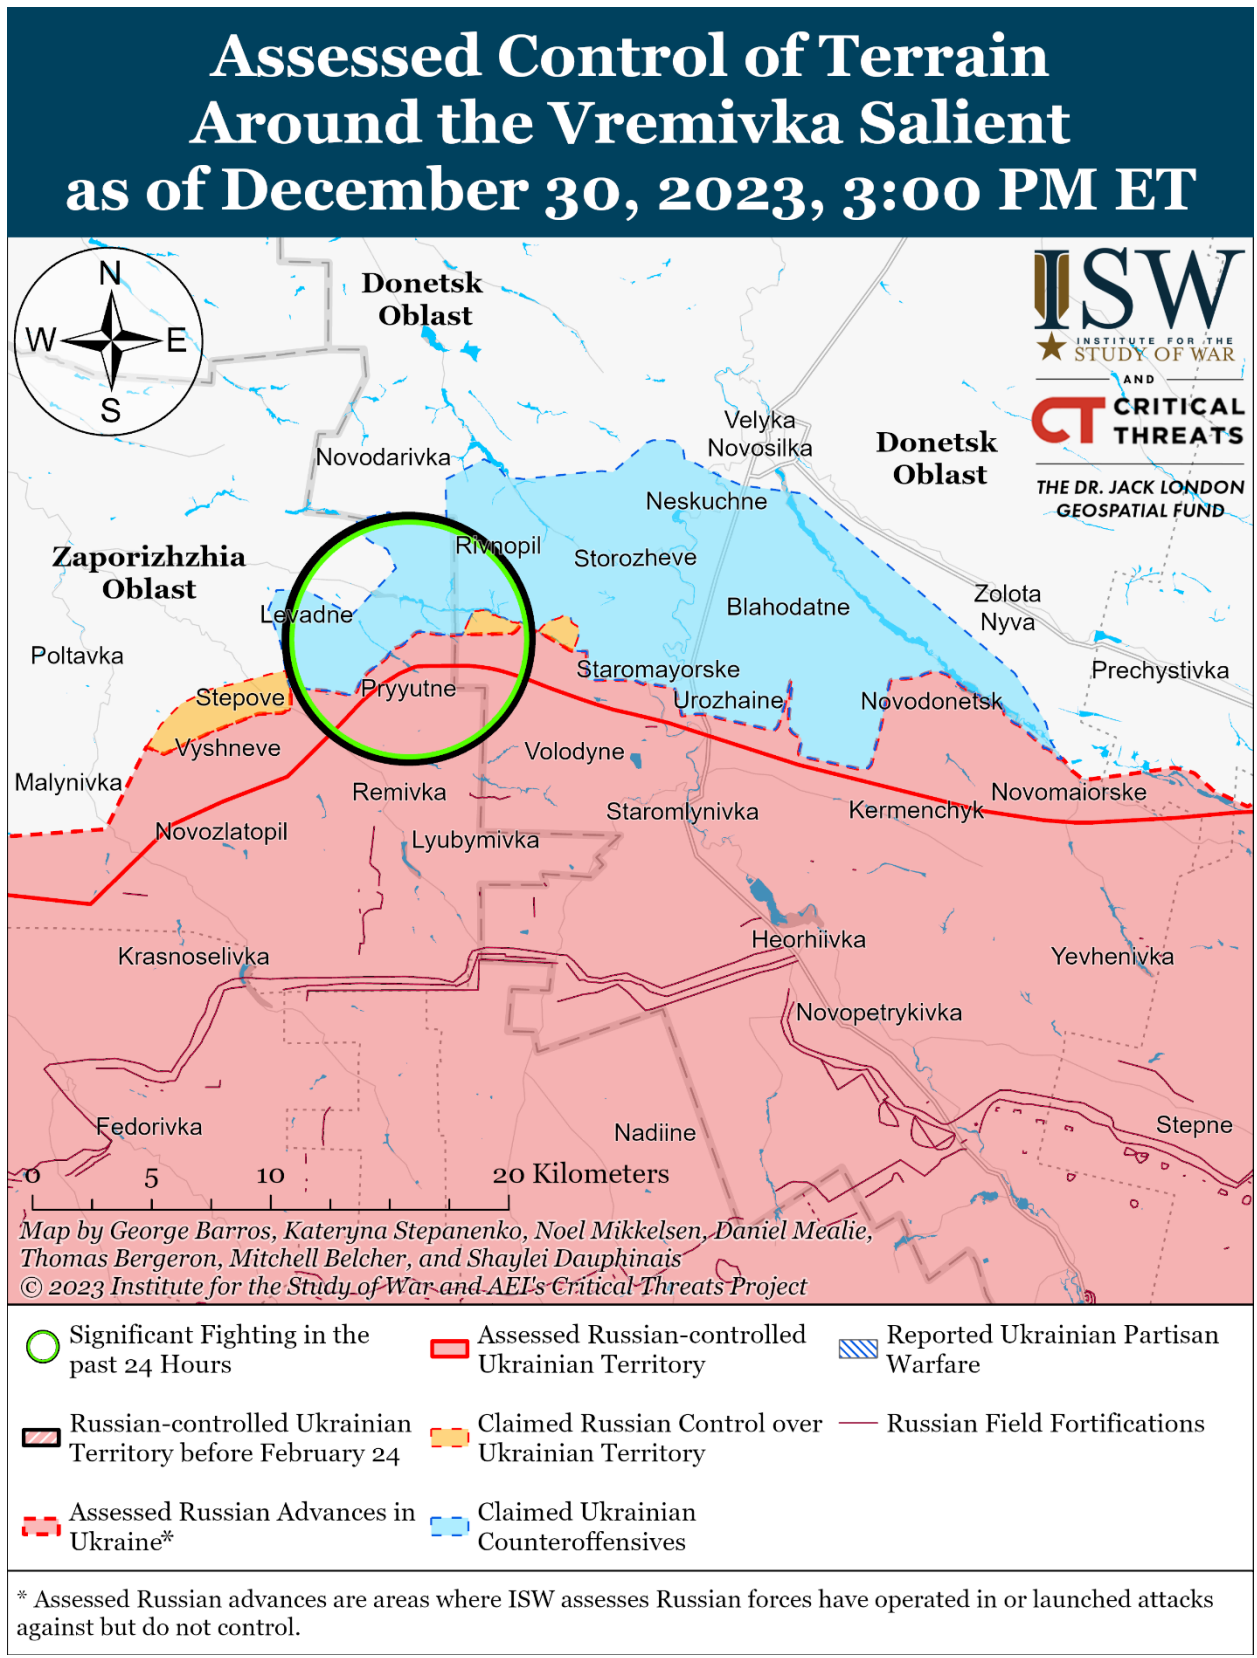 Assessed Control of Terrain
Around the Vremivka Salient
as of December 30, 2023, 3:00 PM ET
N
W
E
S
Donetsk
Oblast
ISW
INSTITUTE FOR THE
STUDY OF WAR
AND
CT CRITICAL
THREATS
THE DR. JACK LONDON
GEOSPATIAL FUND
Velyka
Novosilka
Donetsk
Oblast
Novodarivka
Neskuchne
Rivnopil
Storozheve
Zaporizhzhia
Oblast
Levadne
Blahodatne
Zolota
Nyva
Poltavka
Staromayorske
Prechystivka
Stepove
Pryyutne
Urozhaine
Novodonetsk
Vyshneve
Volodyne
Malynivka
Remivka
Novomaiorske
Staromlynivka
Kermenchyk
Novozlatopil
Lyubymivka
Krasnoselivka
Heorhiivka
Yevhenivka
Novopetrykivka
Fedorivka
Nadiine
Stepne
0 5 10 20 Kilometers
Map by George Barros, Kateryna Stepanenko, Noel Mikkelsen, Daniel Mealie,
Thomas Bergeron, Mitchell Belcher, and Shaylei Dauphinais
© 2023 Institute for the Study of War and AEI's Critical Threats Project
Significant Fighting in the
past 24 Hours
Assessed Russian-controlled
Ukrainian Territory
Reported Ukrainian Partisan
Warfare
Russian-controlled Ukrainian
Territory before February 24
Claimed Russian Control over
Ukrainian Territory
Russian Field Fortifications
Assessed Russian Advances in
Ukraine*
Claimed Ukrainian
Counteroffensives
* Assessed Russian advances are areas where ISW assesses Russian forces have operated in or launched attacks
against but do not control.